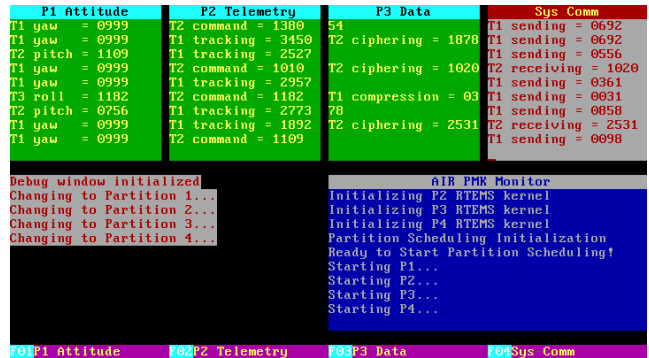 P1 Attitude
T1 yaw   = 0999
T1 yaw   = 0999
T2 pitch = 1109
T1 yaw   = 0999
T1 yaw   = 0999
T3 roll  = 1182
T2 pitch = 0756
T1 yaw   = 0999
T1 yaw   = 0999
P2 Telemetry
T2 command = 1380
T1 tracking = 3450
T1 tracking = 2527
T2 command = 1010
T1 tracking = 2957
T2 command = 1182
T1 tracking = 2773
T1 tracking = 1892
T2 command = 1109
P3 Data
54
T2 ciphering = 1878
T2 ciphering = 1020
T1 compression = 03
78
T2 ciphering = 2531
Sys Comm
T1 sending = 0692
T1 sending = 0692
T1 sending = 0556
T2 receiving = 1020
T1 sending = 0361
T1 sending = 0031
T1 sending = 0858
T2 receiving = 2531
T1 sending = 0098
Debug window initialized
Changing to Partition 1...
Changing to Partition 2...
Changing to Partition 3...
Changing to Partition 4...
AIR PMK Monitor
Initializing P2 RTEMS kernel
Initializing P3 RTEMS kernel
Initializing P4 RTEMS kernel
Partition Scheduling Initialization
Ready to Start Partition Scheduling!
Starting P1...
Starting P2...
Starting P3...
Starting P4...
F01P1 Attitude F02P2 Telemetry F03P3 Data F04Sys Comm